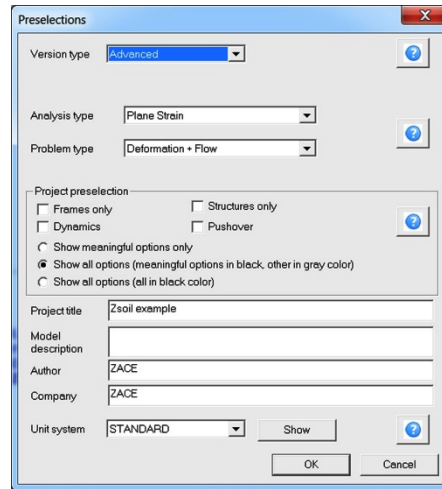 Preselections
Version type Advanced
Analysis type Plane Strain
Problem type Deformation + Flow
Project preselection
Frames only Structures only
Dynamics Pushover
Show meaningful options only
Show all options (meaningful options in black, other in gray color)
Show all options (all in black color)
Project title Zsoil example
Model
description
Author ZACE
Company ZACE
Unit system STANDARD Show
OK Cancel